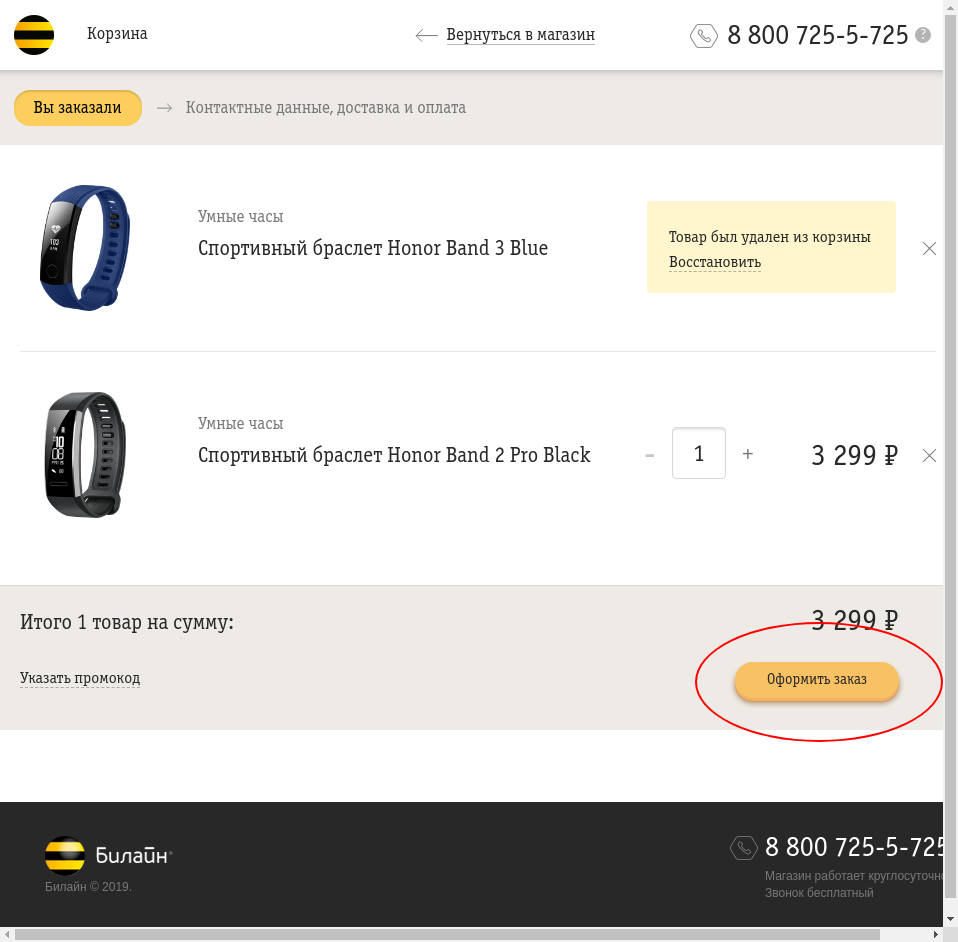 Корзина
Вернуться в магазин
8 800 725-5-725 ?
Вы заказали
Контактные данные, доставка и оплата
Умные часы
Спортивный браслет Honor Band 3 Blue
Товар был удален из корзины
Восстановить
103
Умные часы
Спортивный браслет Honor Band 2 Pro Black
- 1 +
3 299 ₽
Итого 1 товар на сумму:
3 299 ₽
Указать промокод
Оформить заказ
Билайн
Билайн © 2019.
8 800 725-5-725
Магазин работает круглосуточно
Звонок бесплатный